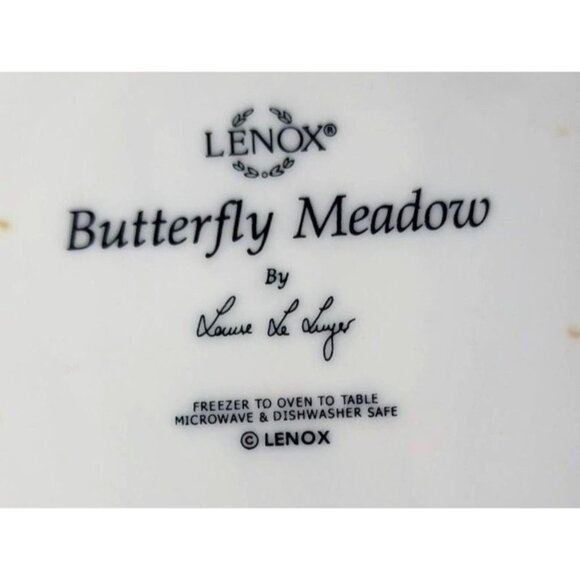 LENOX®
Butterfly Meadow
By
Louise Le Luyer
FREEZER TO OVEN TO TABLE
MICROWAVE & DISHWASHER SAFE
© LENOX